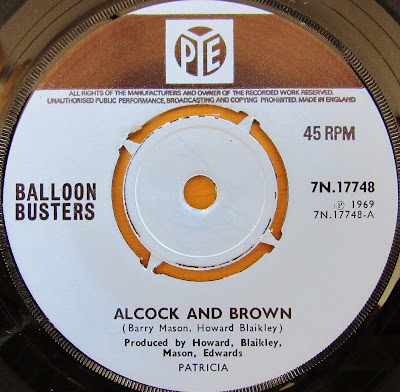 PYE
ALL RIGHTS OF THE MANUFACTURERS AND OWNER OF THE RECORDED WORK RESERVED.
UNAUTHORISED PUBLIC PERFORMANCE, BROADCASTING AND COPYING PROHIBITED. MADE IN ENGLAND
45 RPM
BALLOON
BUSTERS
7N.17748
Ⓟ 1969
7N.17748-A
ALCOCK AND BROWN
(Barry Mason, Howard Blaikley)
Produced by Howard, Blaikley,
Mason, Edwards
PATRICIA